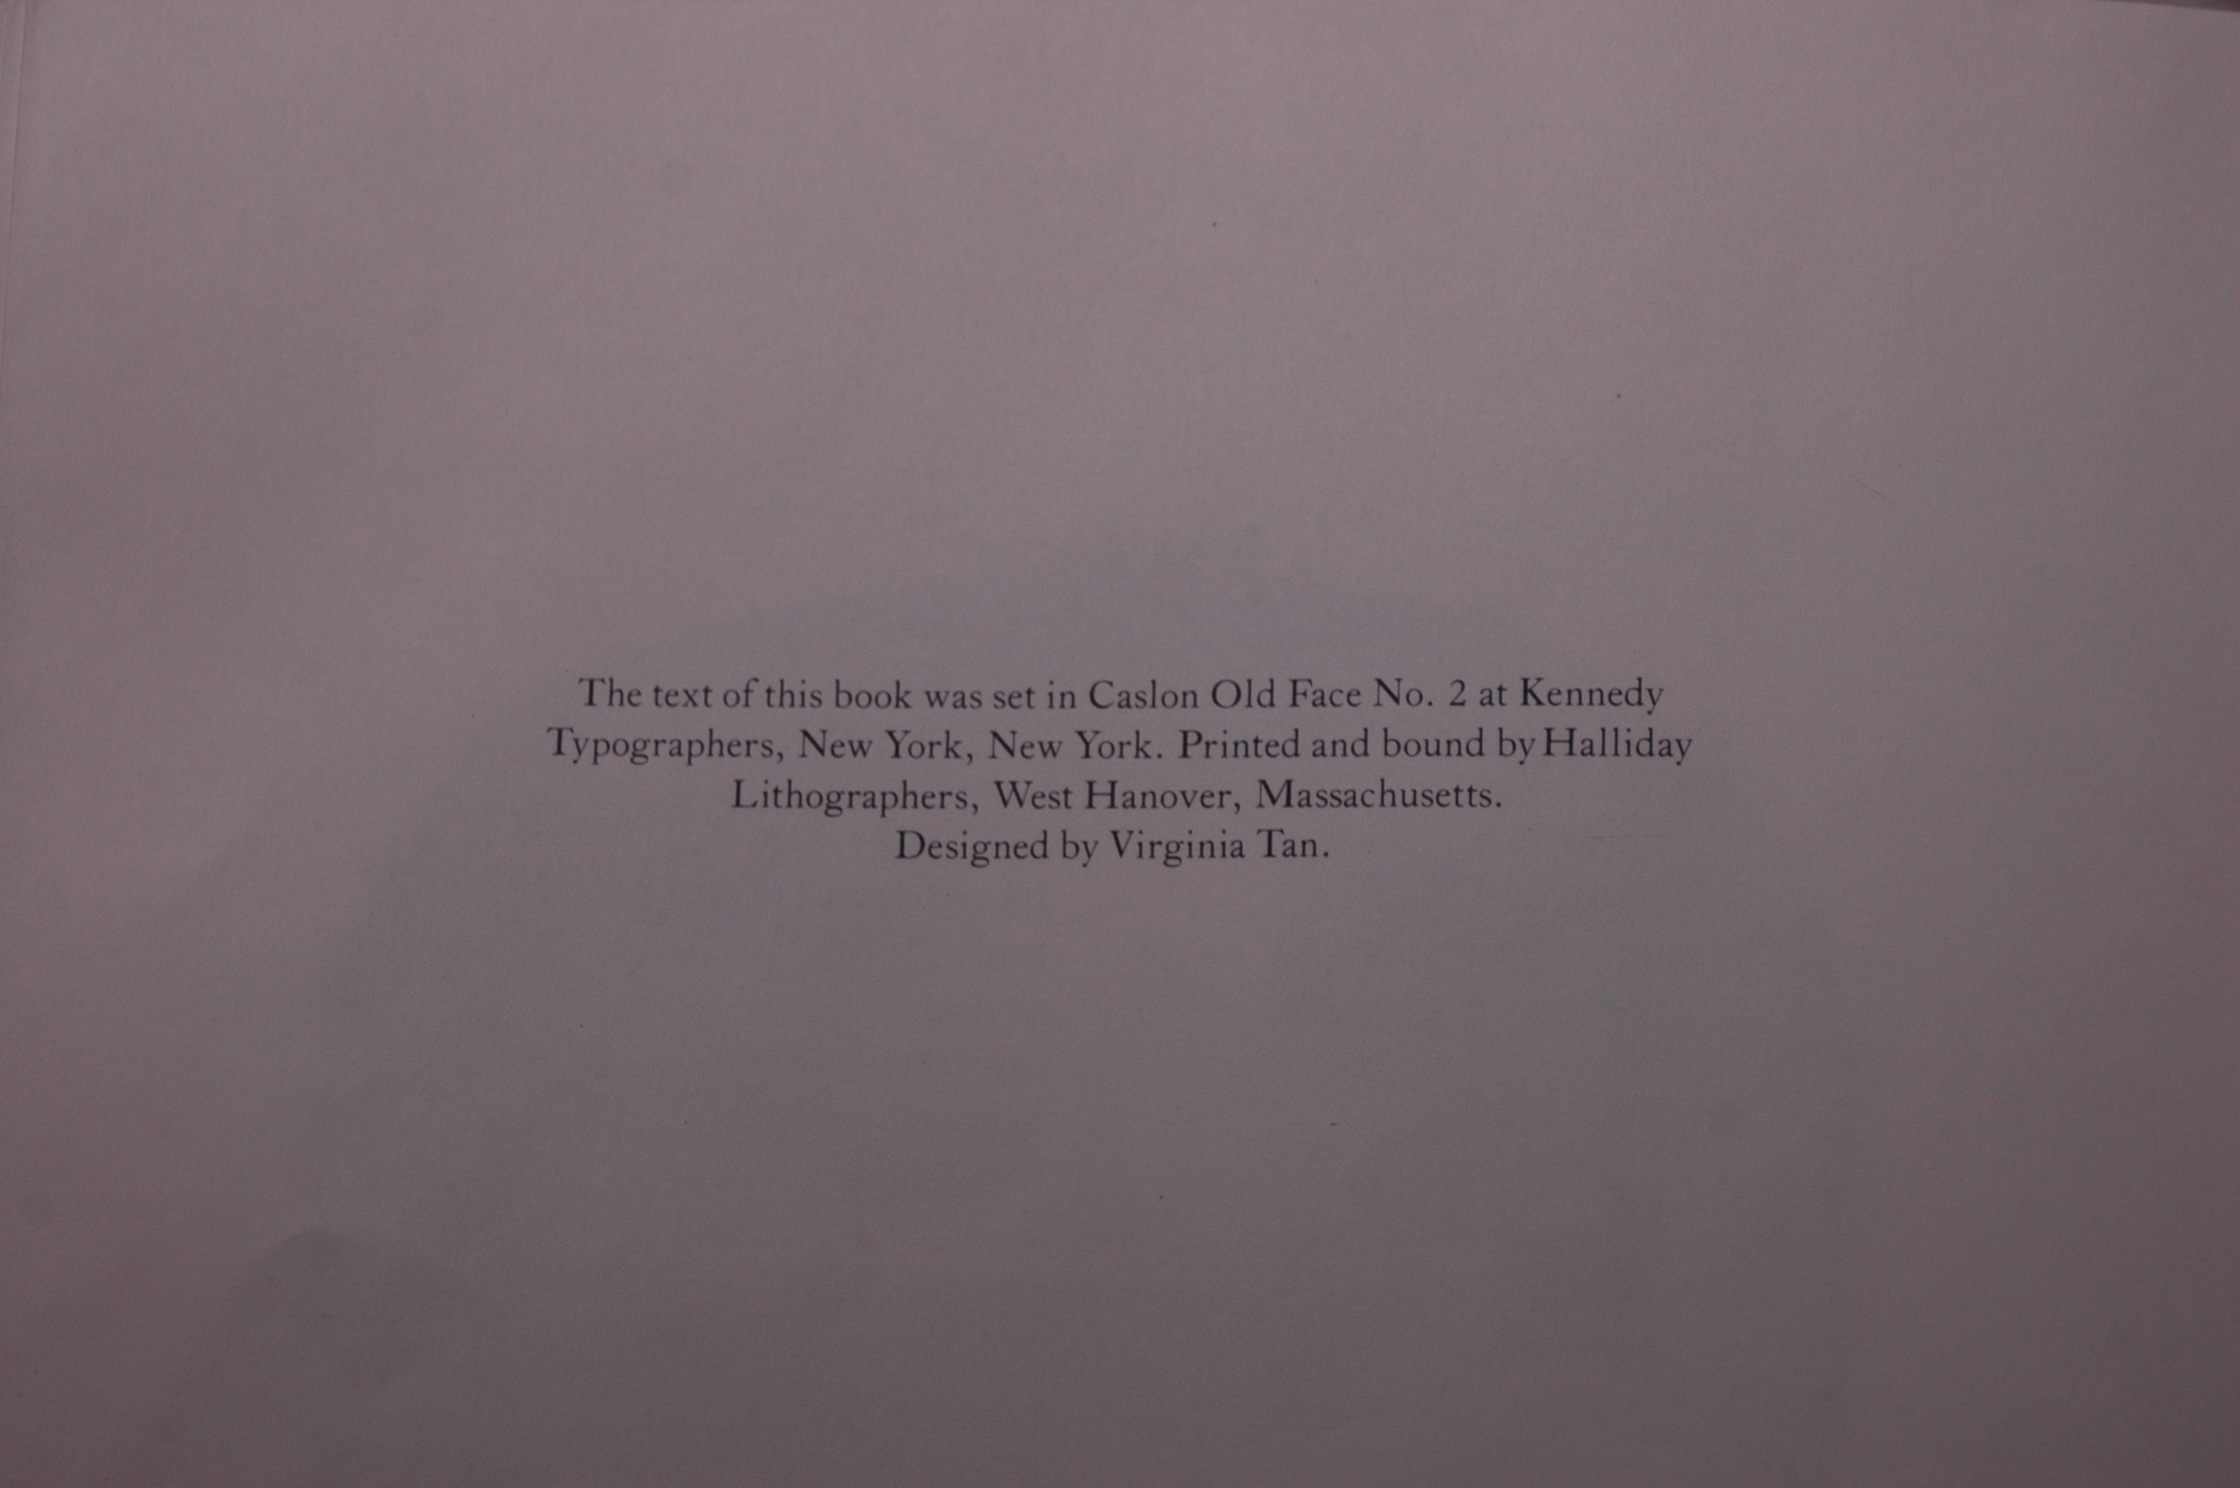 The text of this book was set in Caslon Old Face No. 2 at Kennedy
Typographers, New York, New York. Printed and bound by Halliday
Lithographers, West Hanover, Massachusetts.
Designed by Virginia Tan.